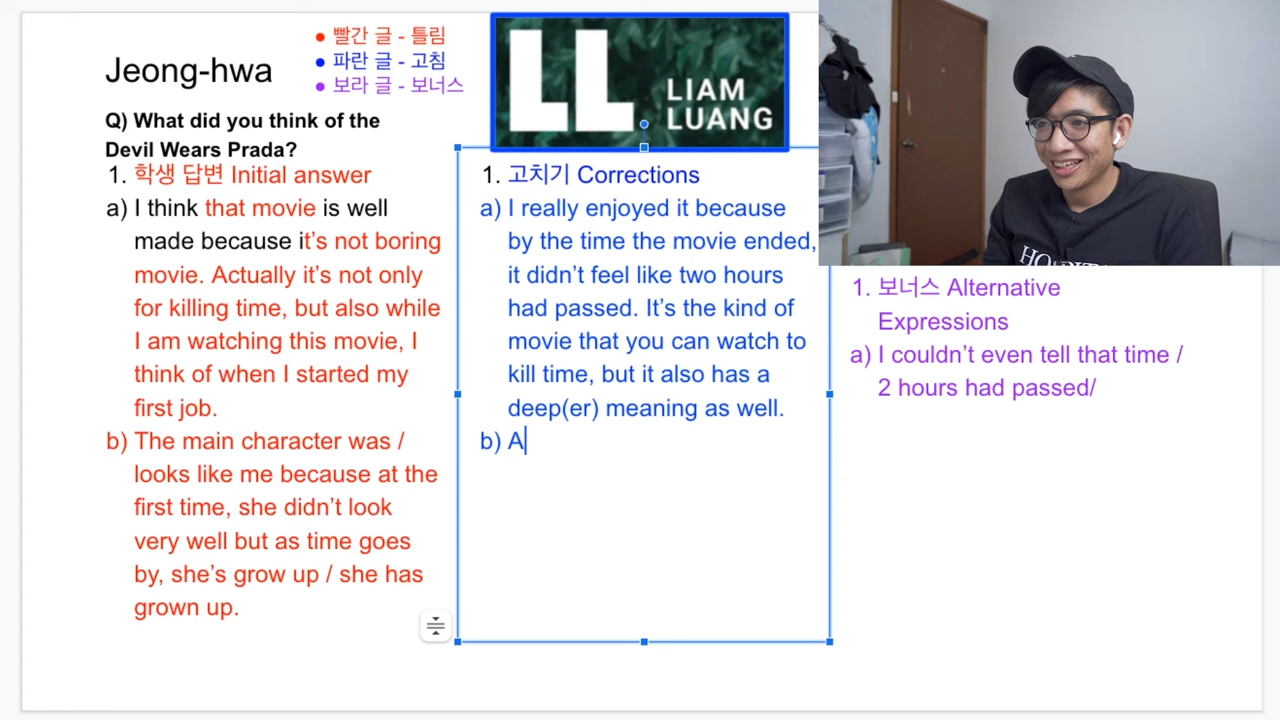 Jeong-hwa
● 빨간 글 - 틀림
● 파란 글 - 고침
● 보라 글 - 보너스
LL LIAM
LUANG
Q) What did you think of the
Devil Wears Prada?
1. 학생 답변 Initial answer
a) I think that movie is well
made because it's not boring
movie. Actually it's not only
for killing time, but also while
I am watching this movie, I
think of when I started my
first job.
b) The main character was /
looks like me because at the
first time, she didn't look
very well but as time goes
by, she's grow up / she has
grown up.
1. 고치기 Corrections
a) I really enjoyed it because
by the time the movie ended,
it didn't feel like two hours
had passed. It's the kind of
movie that you can watch to
kill time, but it also has a
deep(er) meaning as well.
b) A
1. 보너스 Alternative
Expressions
a) I couldn't even tell that time /
2 hours had passed/